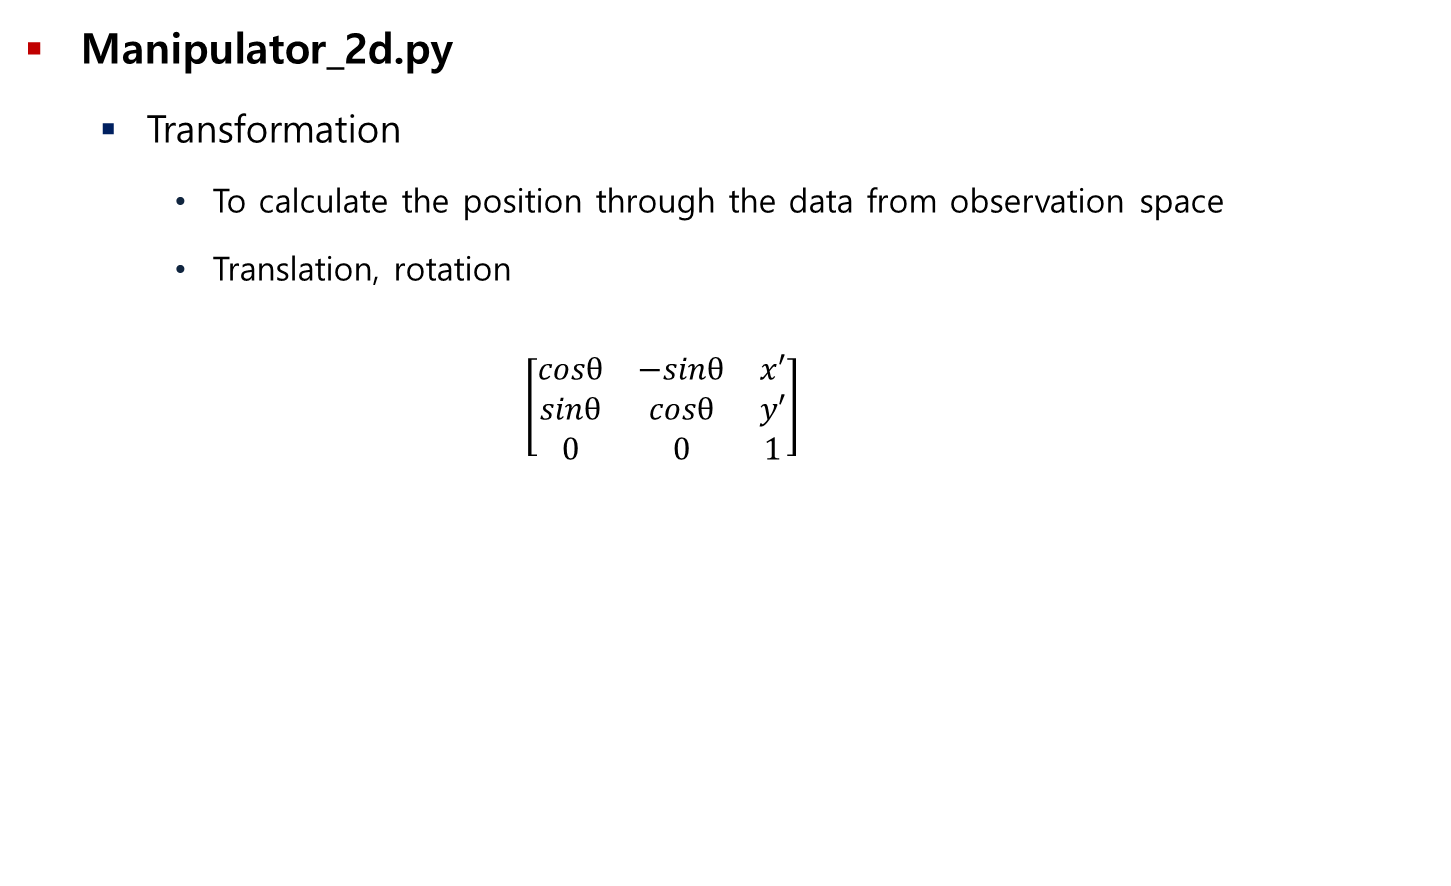 ▪ Manipulator_2d.py
▪ Transformation
• To calculate the position through the data from observation space
• Translation, rotation
[cosθ −sinθ x′
sinθ cosθ y′
0 0 1]